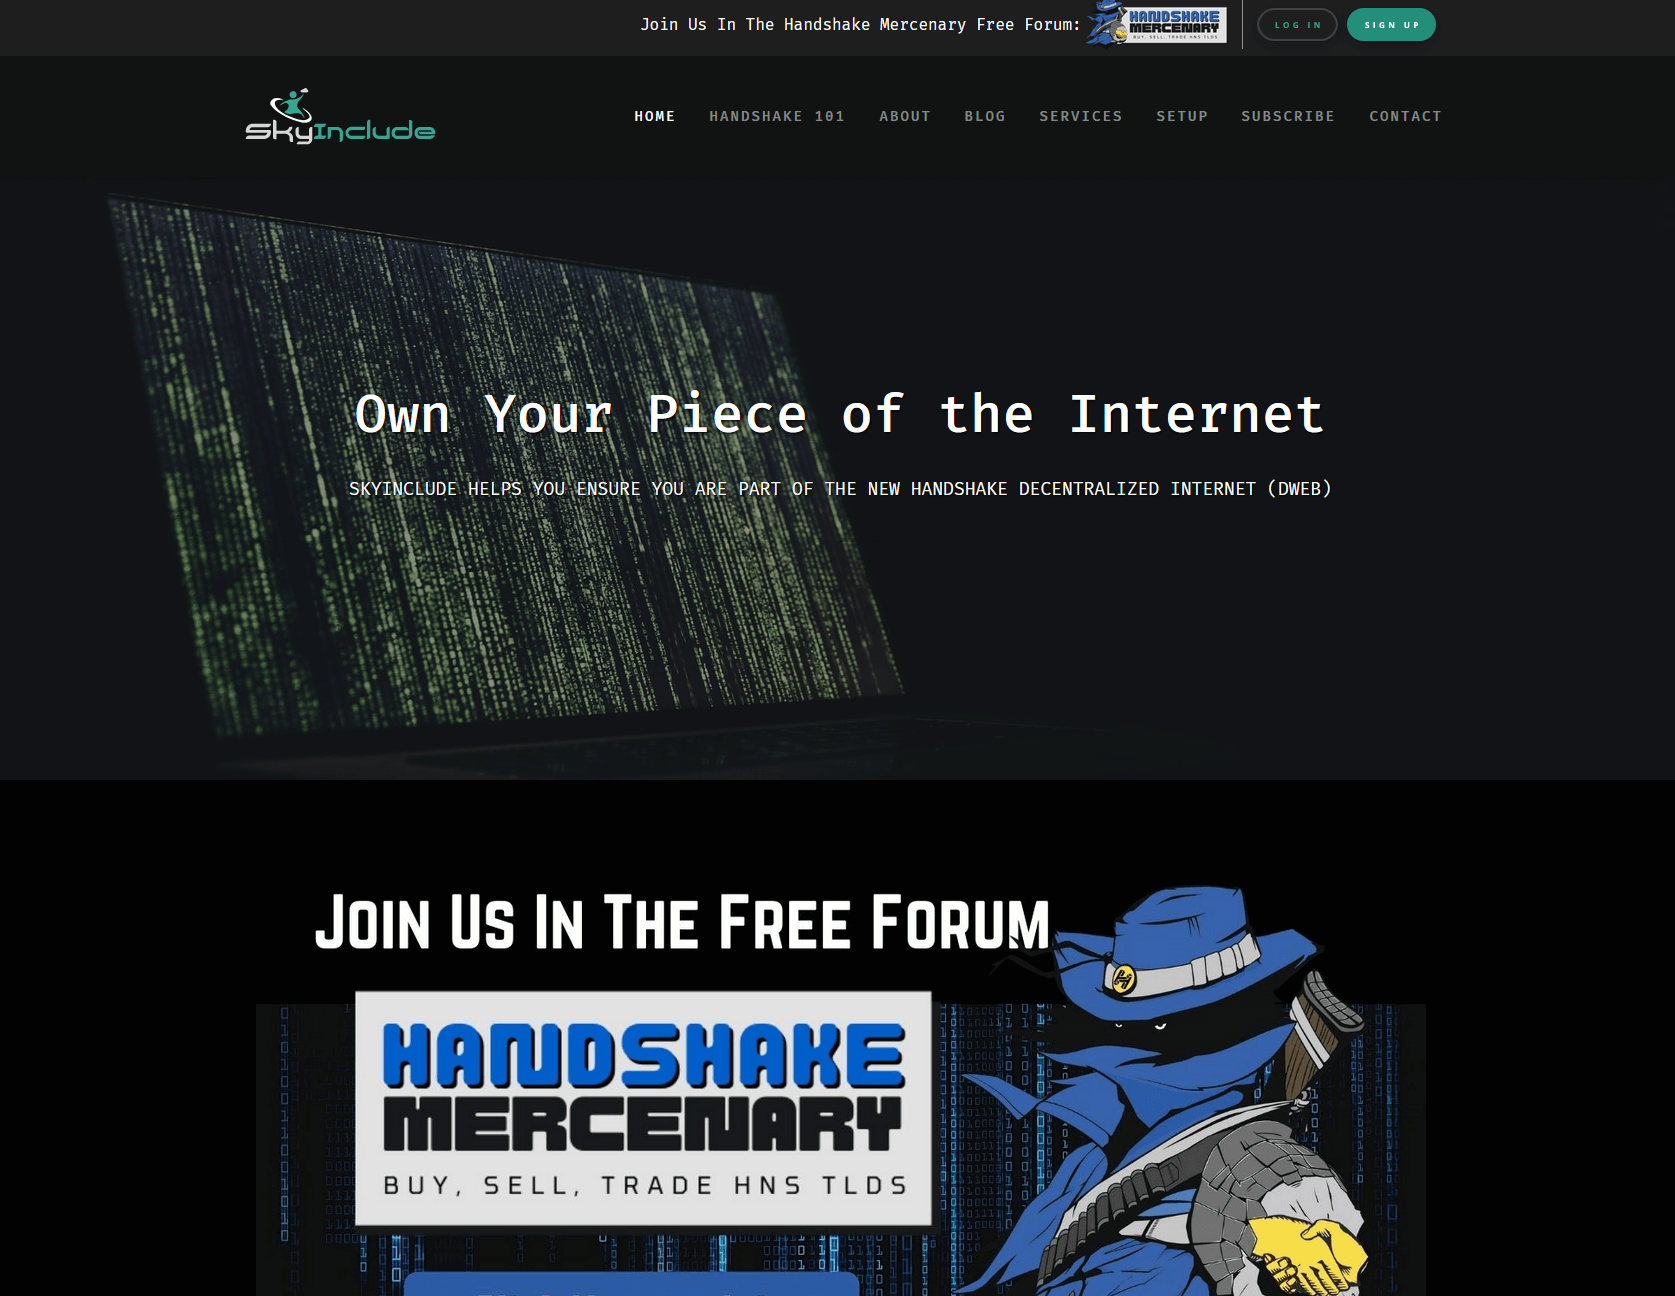 Join Us In The Handshake Mercenary Free Forum:
HANDSHAKE
MERCENARY
BUY, SELL, TRADE HNS TLDS
LOG IN
SIGN UP
SkyInclude
HOME
HANDSHAKE 101
ABOUT
BLOG
SERVICES
SETUP
SUBSCRIBE
CONTACT
Own Your Piece of the Internet
SKYINCLUDE HELPS YOU ENSURE YOU ARE PART OF THE NEW HANDSHAKE DECENTRALIZED INTERNET (DWEB)
JOIN US IN THE FREE FORUM
HANDSHAKE
MERCENARY
BUY, SELL, TRADE HNS TLDS